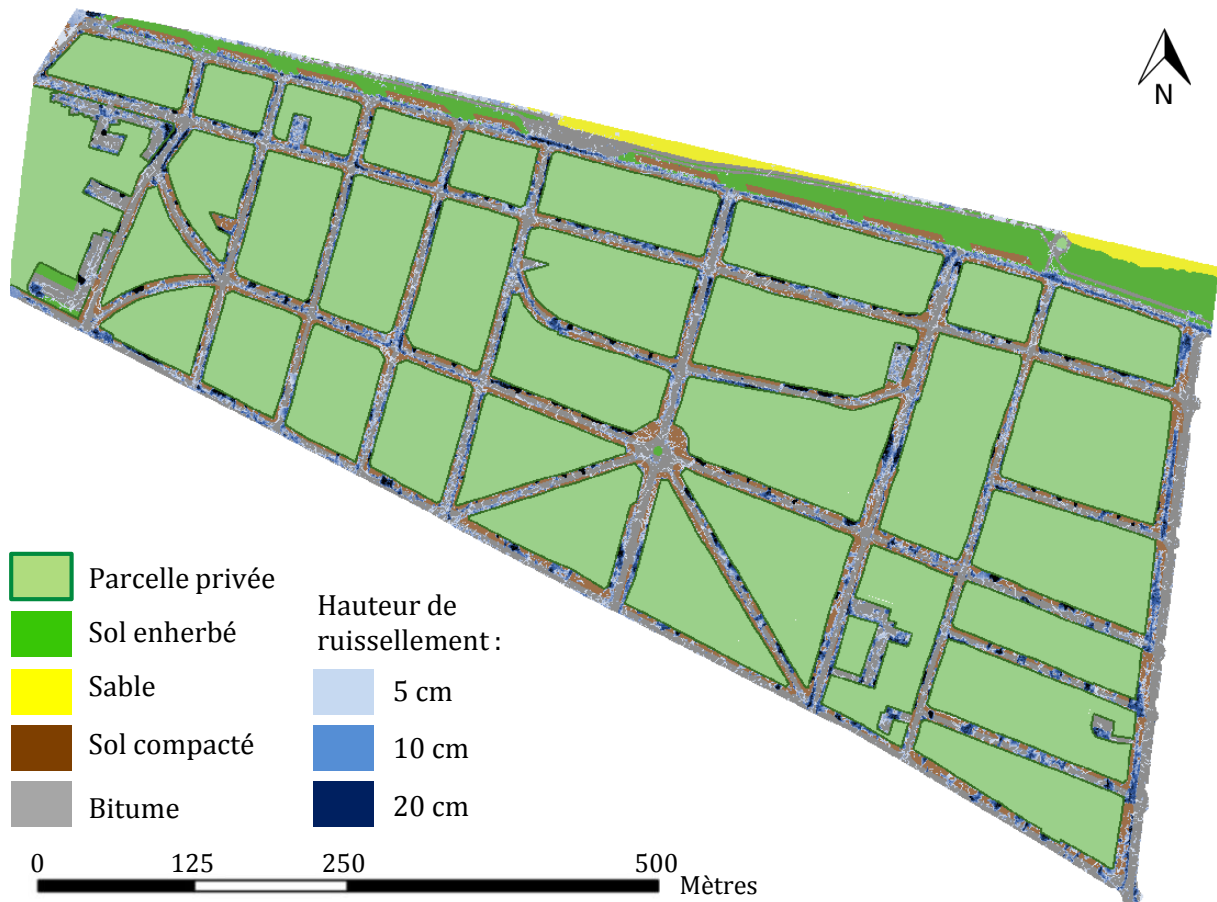 N
Parcelle privée
Sol enherbé
Sable
Sol compacté
Bitume
Hauteur de
ruissellement :
5 cm
10 cm
20 cm
0 125 250 500
Mètres